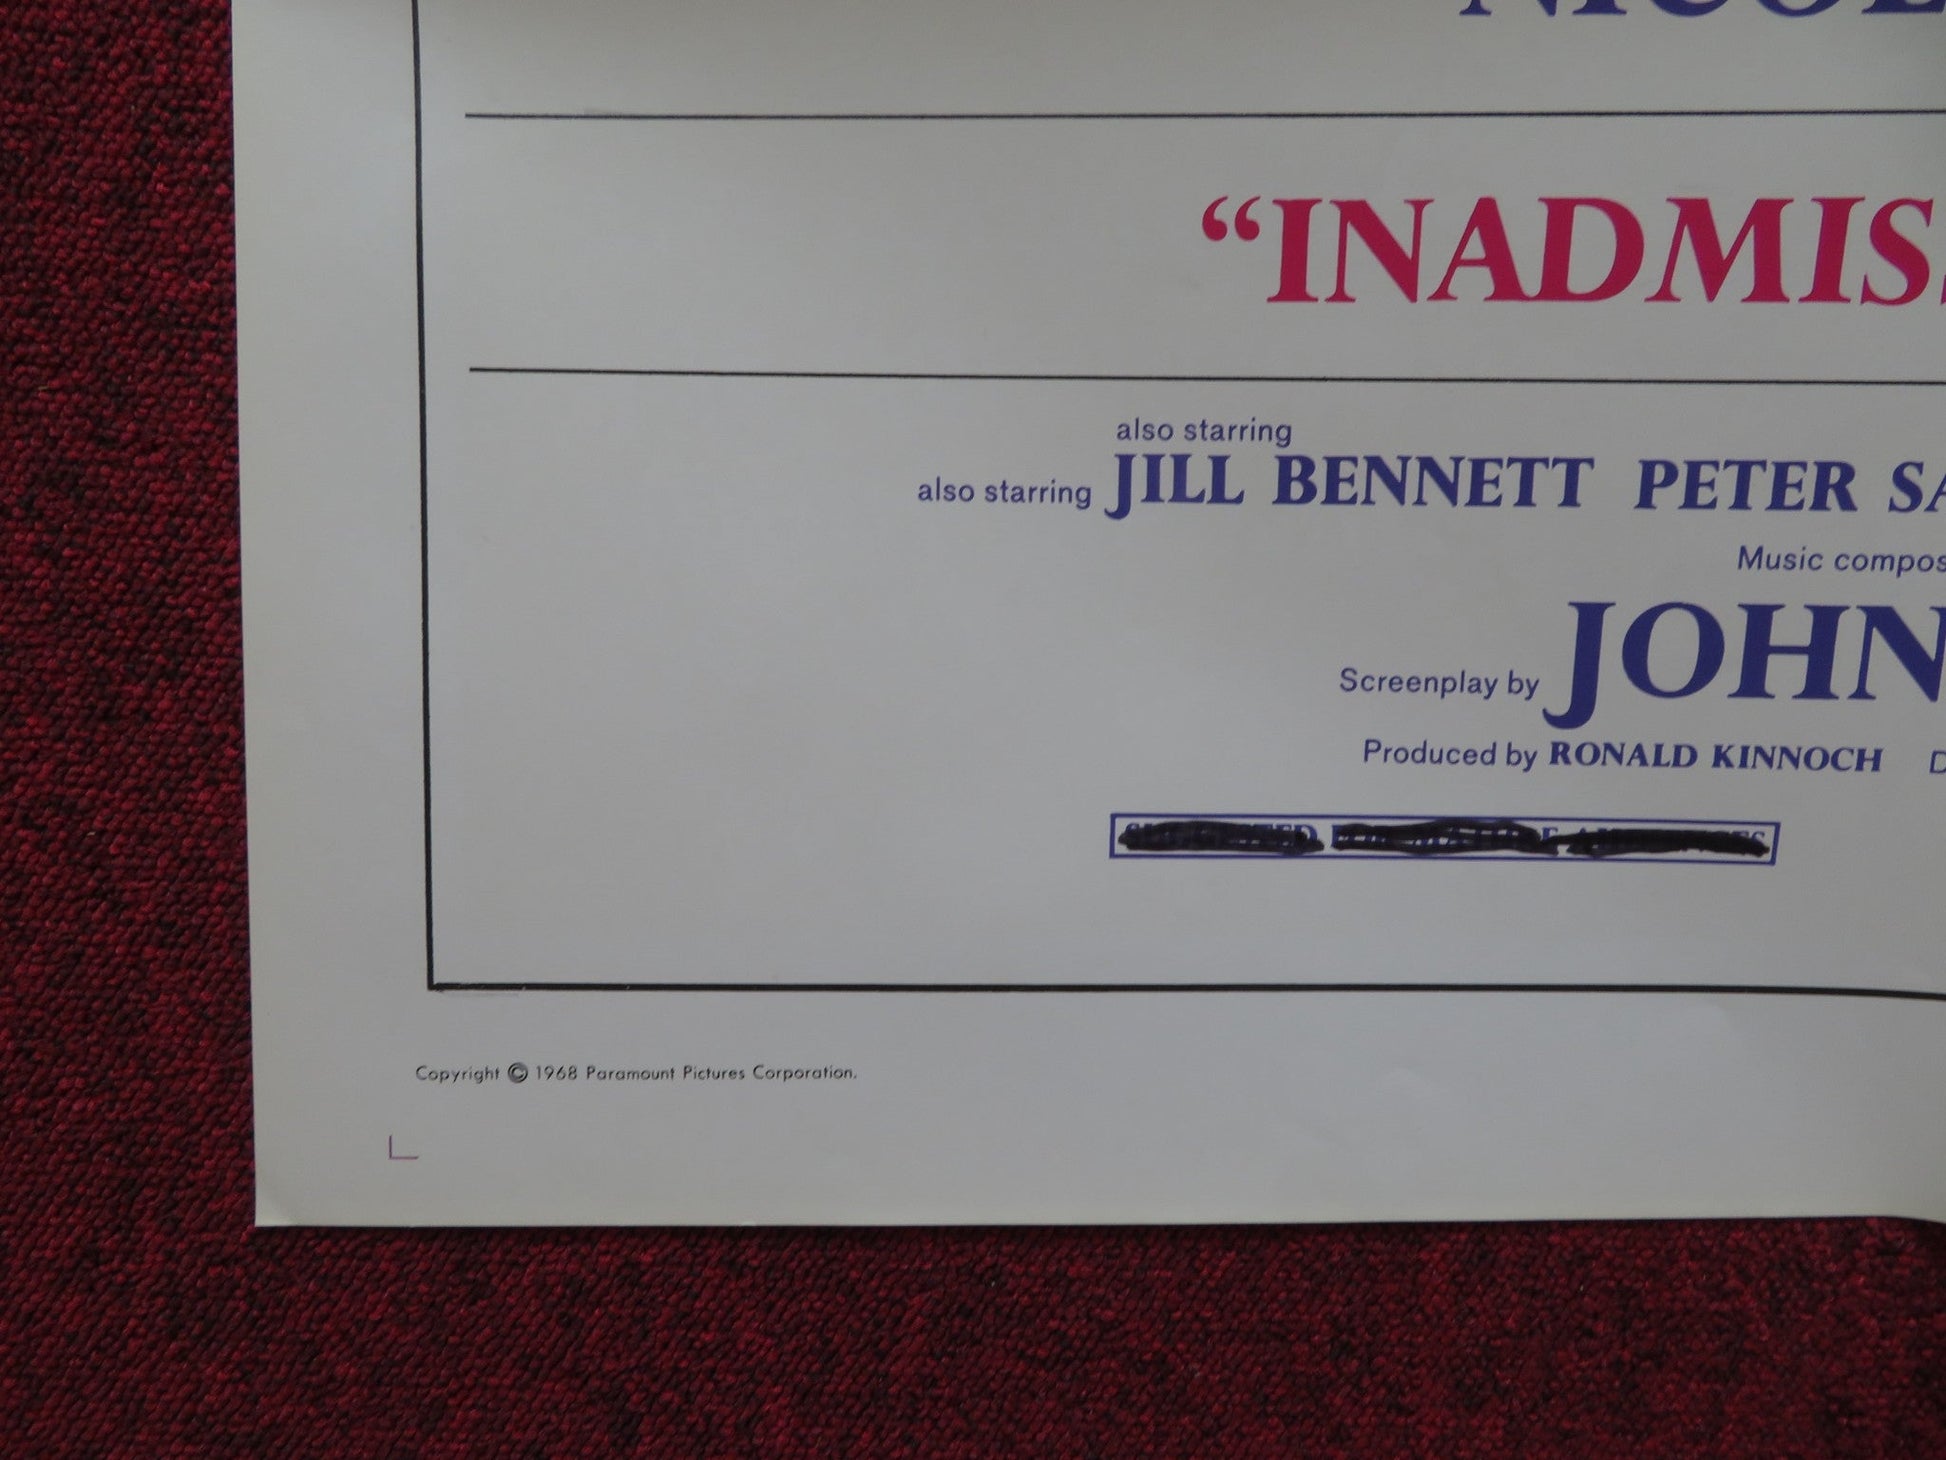 “INADMIS
also starring
also starring JILL BENNETT PETER SA
Music compos
Screenplay by JOHN
Produced by RONALD KINNOCH D
Copyright © 1968 Paramount Pictures Corporation.